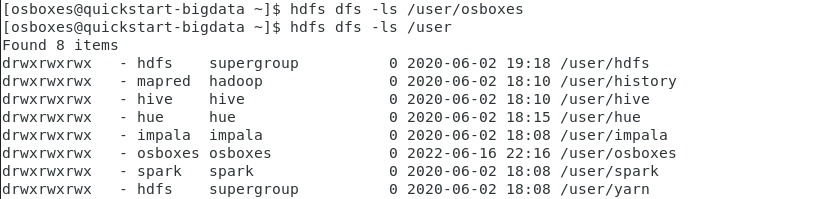 [osboxes@quickstart-bigdata ~]$ hdfs dfs -ls /user/osboxes
[osboxes@quickstart-bigdata ~]$ hdfs dfs -ls /user
Found 8 items
drwxrwxrwx   - hdfs    supergroup          0 2020-06-02 19:18 /user/hdfs
drwxrwxrwx   - mapred  hadoop              0 2020-06-02 18:10 /user/history
drwxrwxrwx   - hive    hive                0 2020-06-02 18:10 /user/hive
drwxrwxrwx   - hue     hue                 0 2020-06-02 18:15 /user/hue
drwxrwxrwx   - impala  impala              0 2020-06-02 18:08 /user/impala
drwxrwxrwx   - osboxes osboxes             0 2022-06-16 22:16 /user/osboxes
drwxrwxrwx   - spark   spark               0 2020-06-02 18:08 /user/spark
drwxrwxrwx   - hdfs    supergroup          0 2020-06-02 18:08 /user/yarn